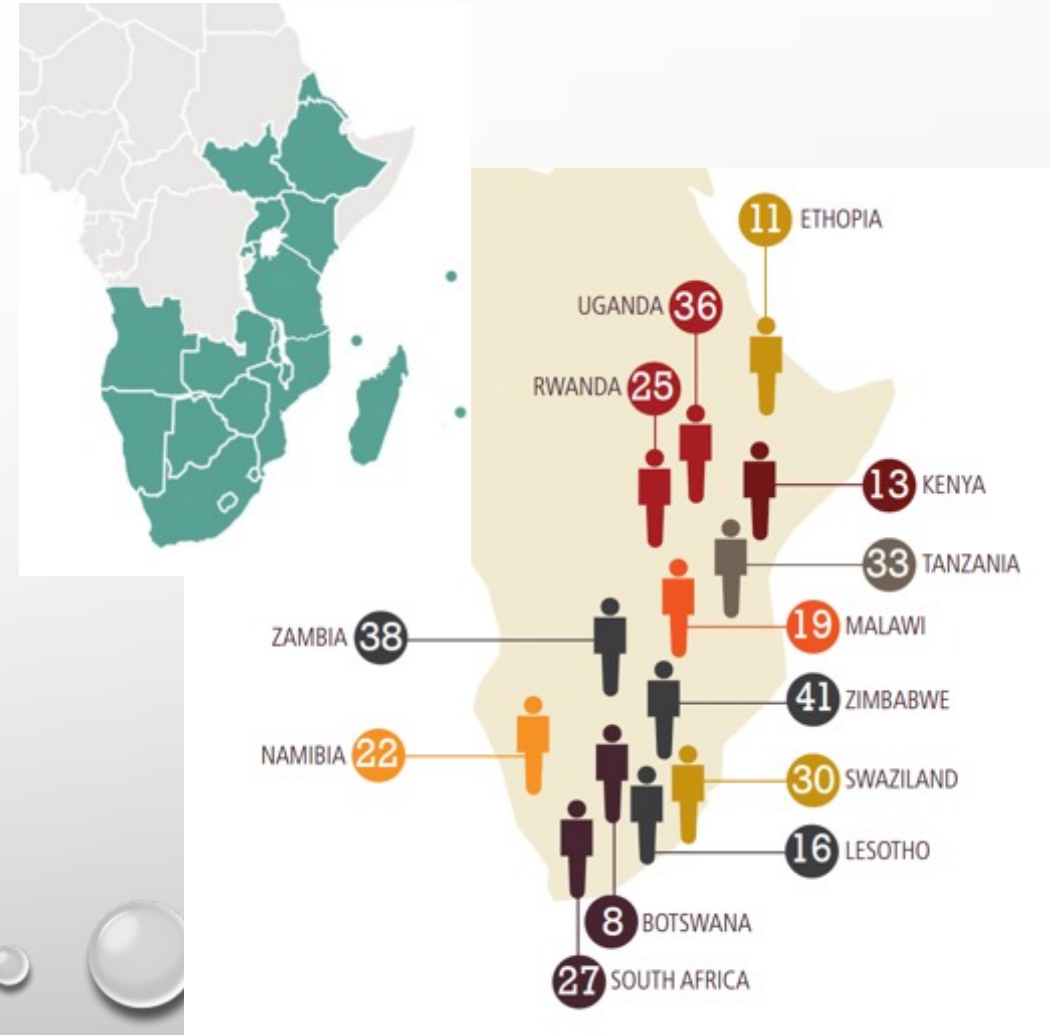 11 ETHOPIA
UGANDA 36
RWANDA 25
13 KENYA
33 TANZANIA
19 MALAWI
ZAMBIA 38
41 ZIMBABWE
NAMIBIA 22
30 SWAZILAND
16 LESOTHO
8 BOTSWANA
27 SOUTH AFRICA